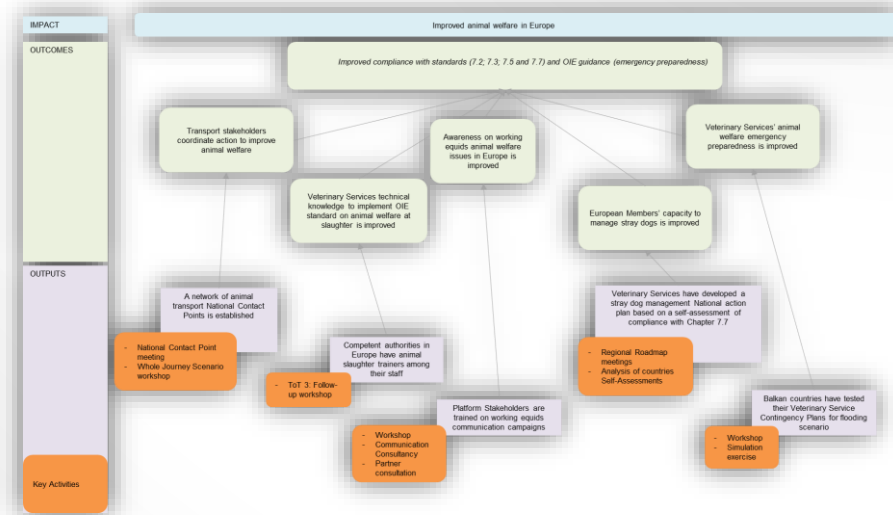 IMPACT
Improved animal welfare in Europe
OUTCOMES
Improved compliance with standards (7.2; 7.3; 7.5 and 7.7) and OIE guidance (emergency preparedness)
Transport stakeholders
coordinate action to improve
animal welfare
Awareness on working
equids animal welfare
issues in Europe is
improved
Veterinary Services' animal
welfare emergency
preparedness is improved
Veterinary Services technical
knowledge to implement OIE
standard on animal welfare at
slaughter is improved
European Members' capacity to
manage stray dogs is improved
OUTPUTS
A network of animal
transport National Contact
Points is established
- National Contact Point
meeting
- Whole Journey Scenario
workshop
Competent authorities in
Europe have animal
slaughter trainers among
their staff
- ToT 3: Follow-
up workshop
Platform Stakeholders are
trained on working equids
communication campaigns
- Workshop
- Communication
Consultancy
- Partner
consultation
Veterinary Services have developed a
stray dog management National action
plan based on a self-assessment of
compliance with Chapter 7.7
- Regional Roadmap
meetings
- Analysis of countries
Self-Assessments
Balkan countries have tested
their Veterinary Service
Contingency Plans for flooding
scenario
- Workshop
- Simulation
exercise
Key Activities